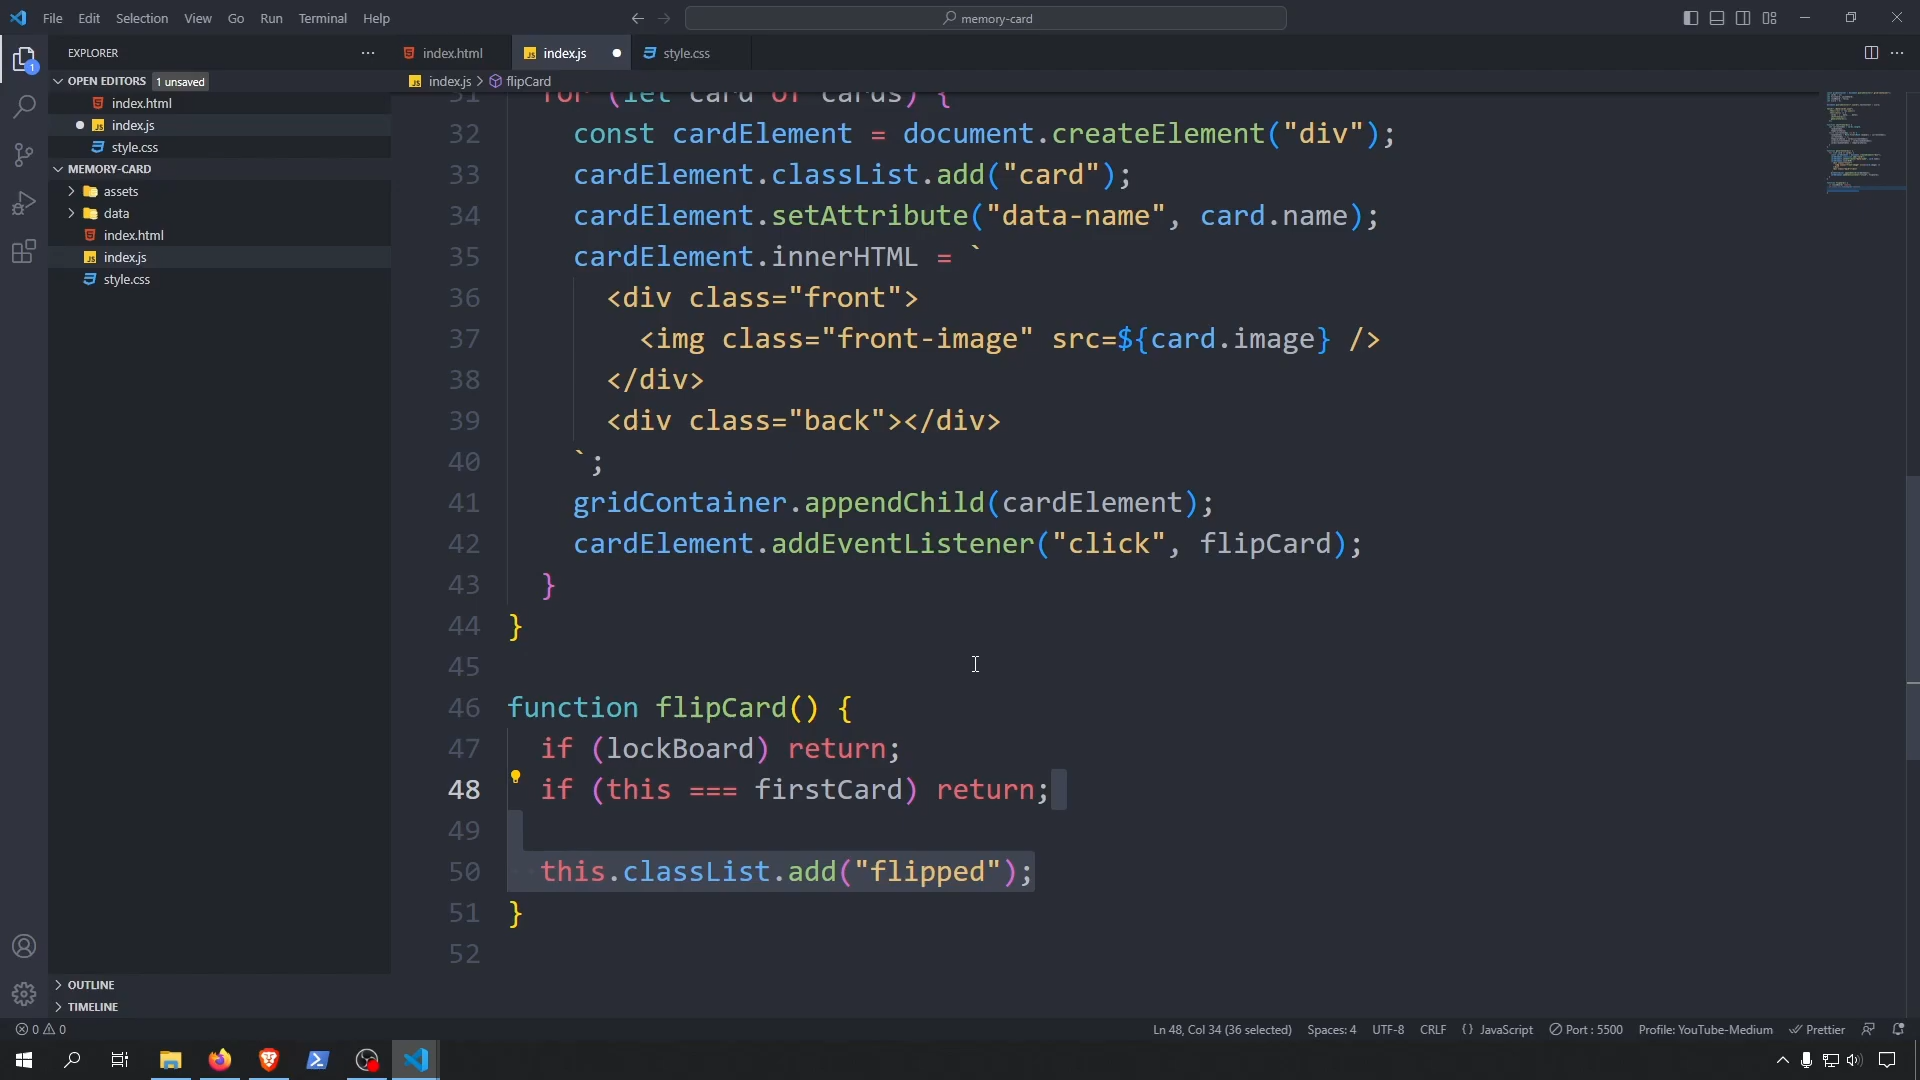 File Edit Selection View Go Run Terminal Help
memory-card
EXPLORER
OPEN EDITORS 1 unsaved
index.html
index.js
style.css
MEMORY-CARD
assets
data
index.html
index.js
style.css
OUTLINE
TIMELINE
index.html index.js style.css
index.js > flipCard
31 for (let card of cards) {
32 const cardElement = document.createElement("div");
33 cardElement.classList.add("card");
34 cardElement.setAttribute("data-name", card.name);
35 cardElement.innerHTML = `
36 <div class="front">
37 <img class="front-image" src=${card.image} />
38 </div>
39 <div class="back"></div>
40 `;
41 gridContainer.appendChild(cardElement);
42 cardElement.addEventListener("click", flipCard);
43 }
44 }
45
46 function flipCard() {
47 if (lockBoard) return;
48 if (this === firstCard) return;
49
50 this.classList.add("flipped");
51 }
52
0 0 Ln 48, Col 34 (36 selected) Spaces: 4 UTF-8 CRLF {} JavaScript Port : 5500 Profile: YouTube-Medium Prettier